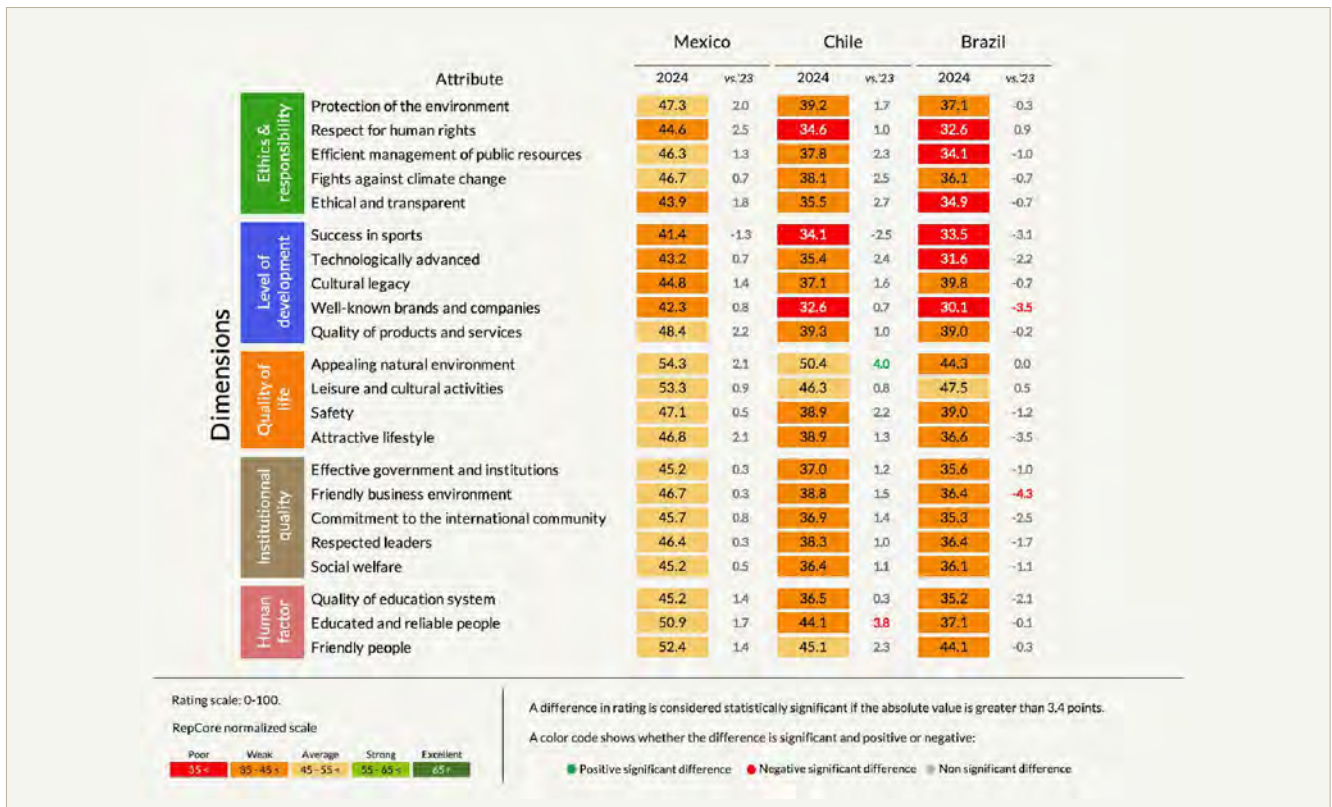 Mexico Chile Brazil
Attribute 2024 vs.'23 2024 vs.'23 2024 vs.'23
Dimensions
Ethics & responsibility
Protection of the environment 47.3 2.0 39.2 1.7 37.1 -0.3
Respect for human rights 44.6 2.5 34.6 1.0 32.6 0.9
Efficient management of public resources 46.3 1.3 37.8 2.3 34.1 -1.0
Fights against climate change 46.7 0.7 38.1 2.5 36.1 -0.7
Ethical and transparent 43.9 1.8 35.5 2.7 34.9 -0.7
Level of development
Success in sports 41.4 -1.3 34.1 -2.5 33.5 -3.1
Technologically advanced 43.2 0.7 35.4 2.4 31.6 -2.2
Cultural legacy 44.8 1.4 37.1 1.6 39.8 -0.7
Well-known brands and companies 42.3 0.8 32.6 0.7 30.1 -3.5
Quality of products and services 48.4 2.2 39.3 1.0 39.0 -0.2
Quality of life
Appealing natural environment 54.3 2.1 50.4 4.0 44.3 0.0
Leisure and cultural activities 53.3 0.9 46.3 0.8 47.5 0.5
Safety 47.1 0.5 38.9 2.2 39.0 -1.2
Attractive lifestyle 46.8 2.1 38.9 1.3 36.6 -3.5
Institutionnal quality
Effective government and institutions 45.2 0.3 37.0 1.2 35.6 -1.0
Friendly business environment 46.7 0.3 38.8 1.5 36.4 -4.3
Commitment to the international community 45.7 0.8 36.9 1.4 35.3 -2.5
Respected leaders 46.4 0.3 38.3 1.0 36.4 -1.7
Social welfare 45.2 0.5 36.4 1.1 36.1 -1.1
Human factor
Quality of education system 45.2 1.4 36.5 0.3 35.2 -2.1
Educated and reliable people 50.9 1.7 44.1 3.8 37.1 -0.1
Friendly people 52.4 1.4 45.1 2.3 44.1 -0.3
Rating scale: 0-100.
RepCore normalized scale
Poor Weak Average Strong Excellent
35 < 35 - 45 < 45 - 55 < 55 - 65 < 65+
A difference in rating is considered statistically significant if the absolute value is greater than 3.4 points.
A color code shows whether the difference is significant and positive or negative:
Positive significant difference Negative significant difference Non significant difference